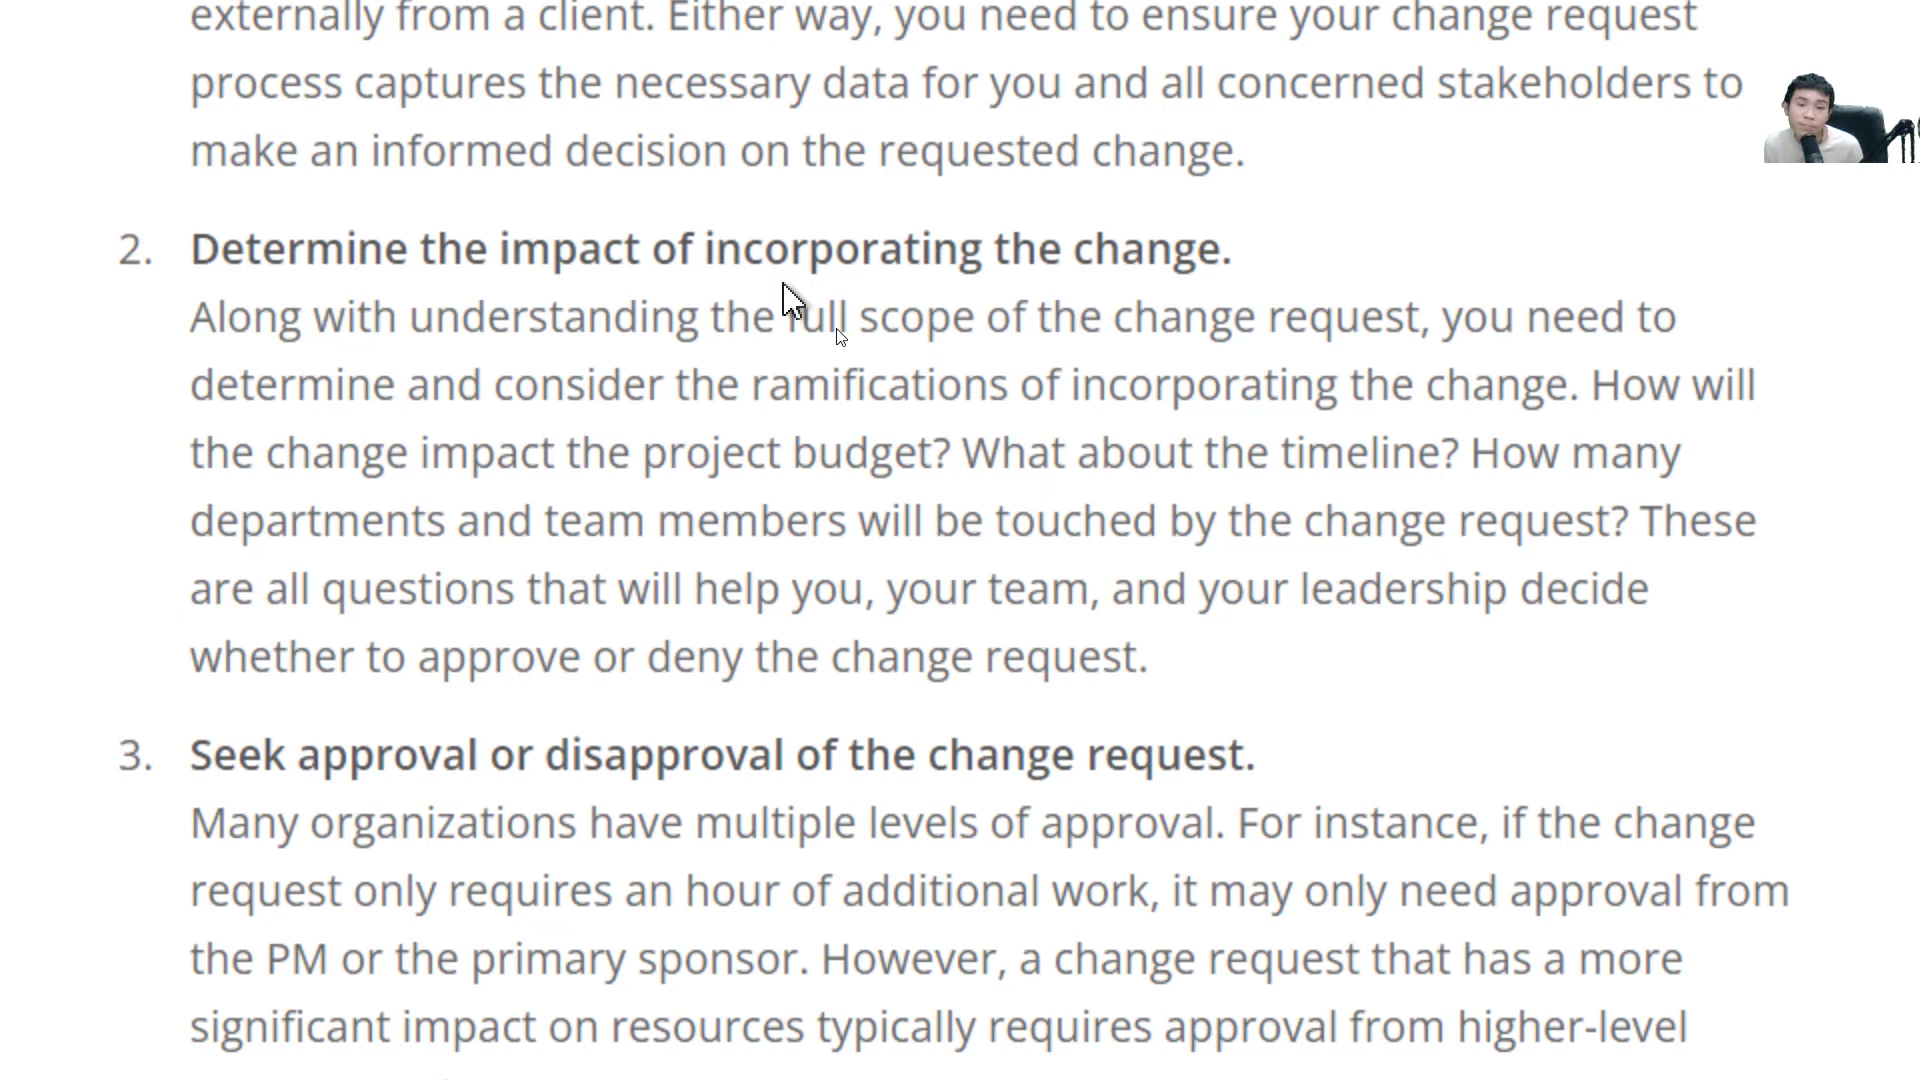 externally from a client. Either way, you need to ensure your change request
process captures the necessary data for you and all concerned stakeholders to
make an informed decision on the requested change.
2. Determine the impact of incorporating the change.
Along with understanding the full scope of the change request, you need to
determine and consider the ramifications of incorporating the change. How will
the change impact the project budget? What about the timeline? How many
departments and team members will be touched by the change request? These
are all questions that will help you, your team, and your leadership decide
whether to approve or deny the change request.
3. Seek approval or disapproval of the change request.
Many organizations have multiple levels of approval. For instance, if the change
request only requires an hour of additional work, it may only need approval from
the PM or the primary sponsor. However, a change request that has a more
significant impact on resources typically requires approval from higher-level